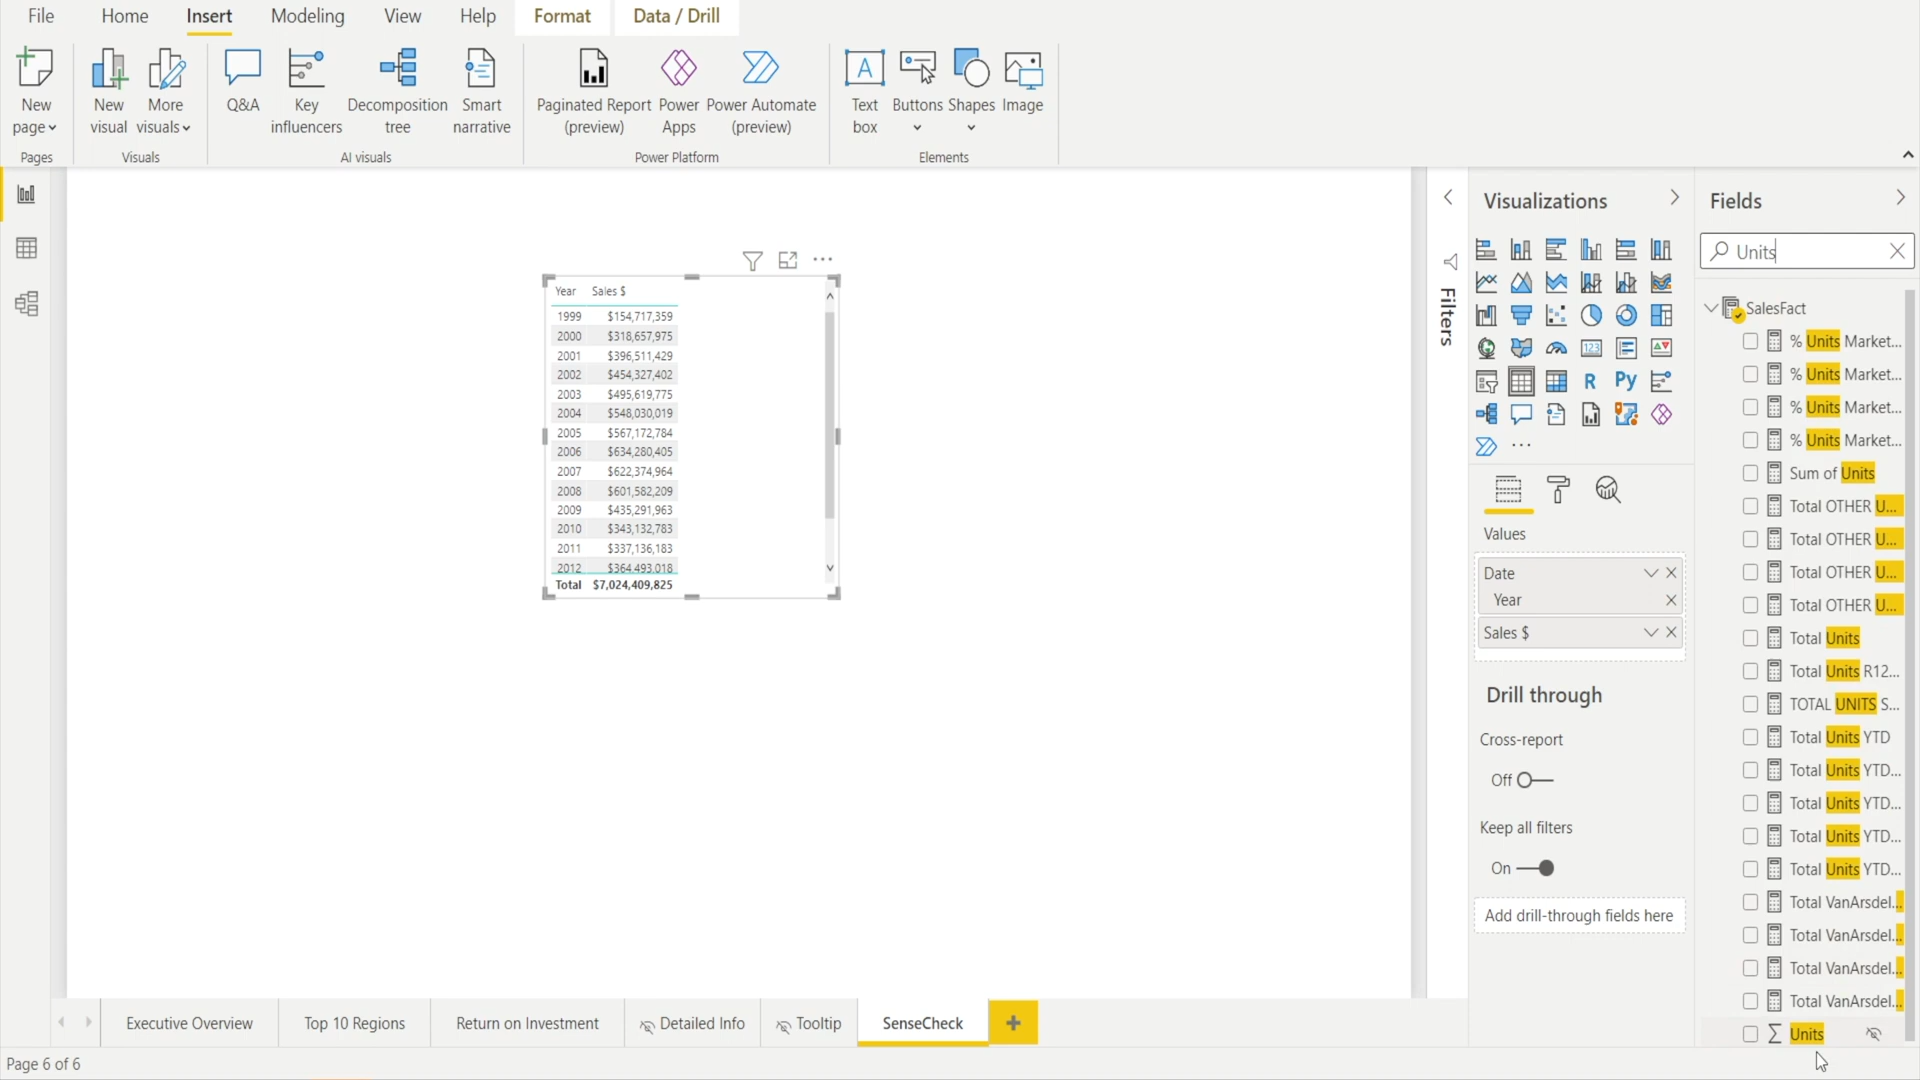 File Home Insert Modeling View Help Format Data / Drill
New page
New visual
More visuals
Q&A
Key influencers
Decomposition tree
Smart narrative
Paginated Report (preview)
Power Apps
Power Automate (preview)
Text box
Buttons
Shapes
Image
Pages
Visuals
AI visuals
Power Platform
Elements
Year Sales $
1999 $154,717,359
2000 $318,657,975
2001 $396,511,429
2002 $454,327,402
2003 $495,619,775
2004 $548,030,019
2005 $567,172,784
2006 $634,280,405
2007 $622,374,964
2008 $601,582,209
2009 $435,291,963
2010 $343,132,783
2011 $337,136,183
2012 $364,493,018
Total $7,024,409,825
Filters
Visualizations
123
R
Py
Values
Date
Year
Sales $
Drill through
Cross-report
Off
Keep all filters
On
Add drill-through fields here
Fields
Units
SalesFact
% Units Market...
% Units Market...
% Units Market...
% Units Market...
Sum of Units
Total OTHER U...
Total OTHER U...
Total OTHER U...
Total OTHER U...
Total Units
Total Units R12...
TOTAL UNITS S...
Total Units YTD
Total Units YTD...
Total Units YTD...
Total Units YTD...
Total Units YTD...
Total VanArsdel...
Total VanArsdel...
Total VanArsdel...
Total VanArsdel...
Units
Executive Overview
Top 10 Regions
Return on Investment
Detailed Info
Tooltip
SenseCheck
Page 6 of 6